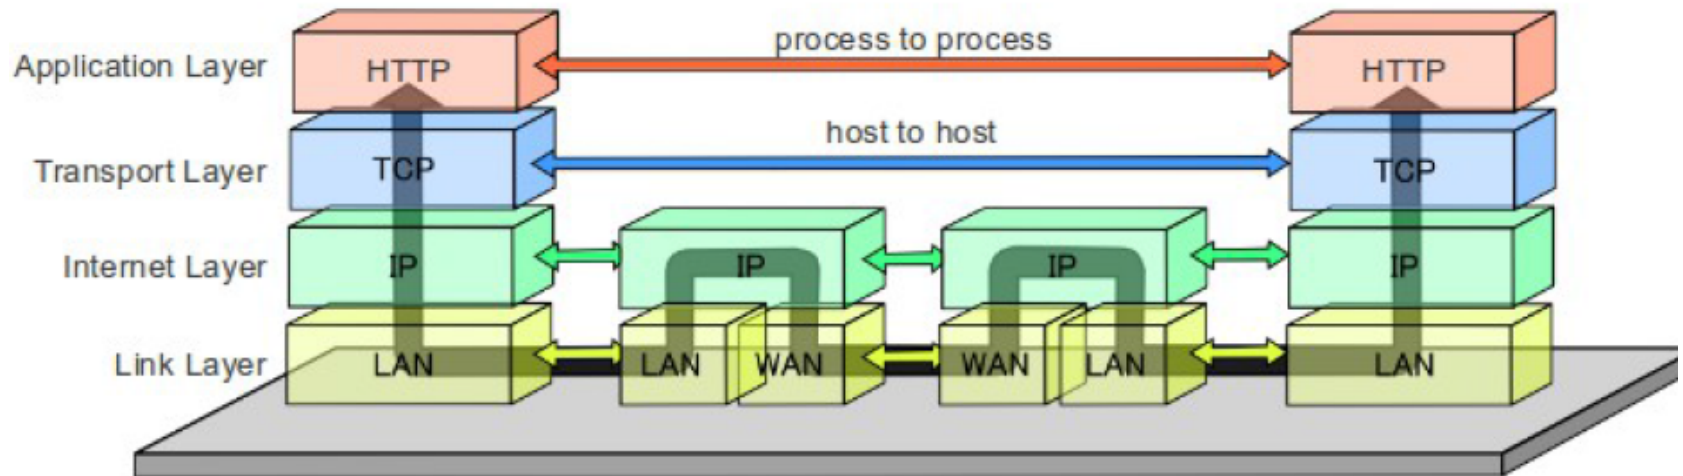 process to process
Application Layer HTTP HTTP
host to host
Transport Layer TCP TCP
Internet Layer IP IP IP IP
Link Layer LAN LAN WAN WAN LAN LAN